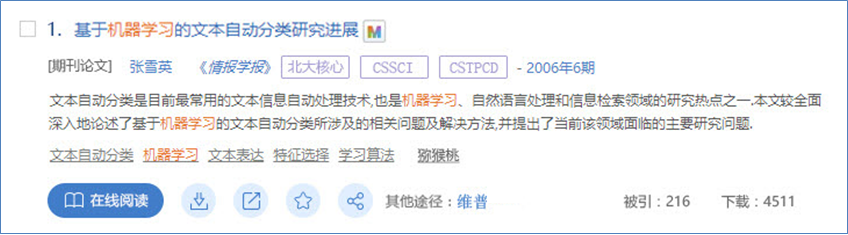 1. 基于机器学习的文本自动分类研究进展 M
[期刊论文] 张雪英 《情报学报》 北大核心 CSSCI CSTPCD - 2006年6期
文本自动分类是目前最常用的文本信息自动处理技术,也是机器学习、自然语言处理和信息检索领域的研究热点之一.本文较全面
深入地论述了基于机器学习的文本自动分类所涉及的相关问题及解决方法,并提出了当前该领域面临的主要研究问题.
文本自动分类 机器学习 文本表达 特征选择 学习算法 猕猴桃
在线阅读 其他途径：维普 被引：216 下载：4511